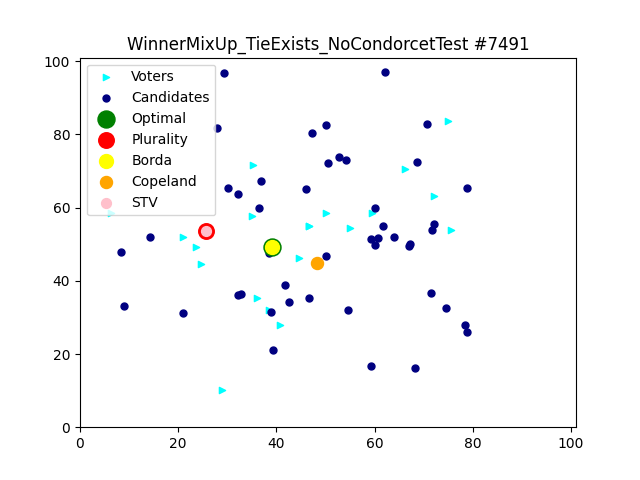 WinnerMixUp_TieExists_NoCondorcetTest #7491
Voters
Candidates
Optimal
Plurality
Borda
Copeland
STV
100
80
60
40
20
0
0 20 40 60 80 100